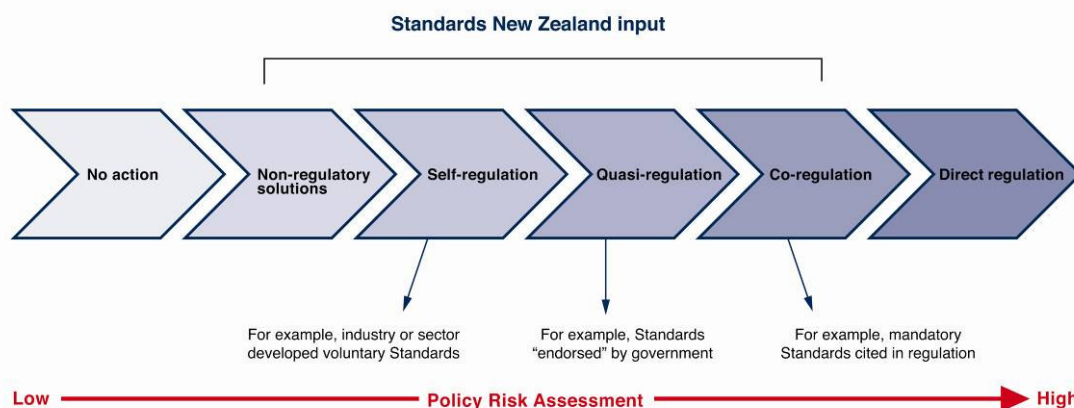 Standards New Zealand input
No action
Non-regulatory
solutions
Self-regulation
Quasi-regulation
Co-regulation
Direct regulation
For example, industry or sector
developed voluntary Standards
For example, Standards
“endorsed” by government
For example, mandatory
Standards cited in regulation
Low
Policy Risk Assessment
High